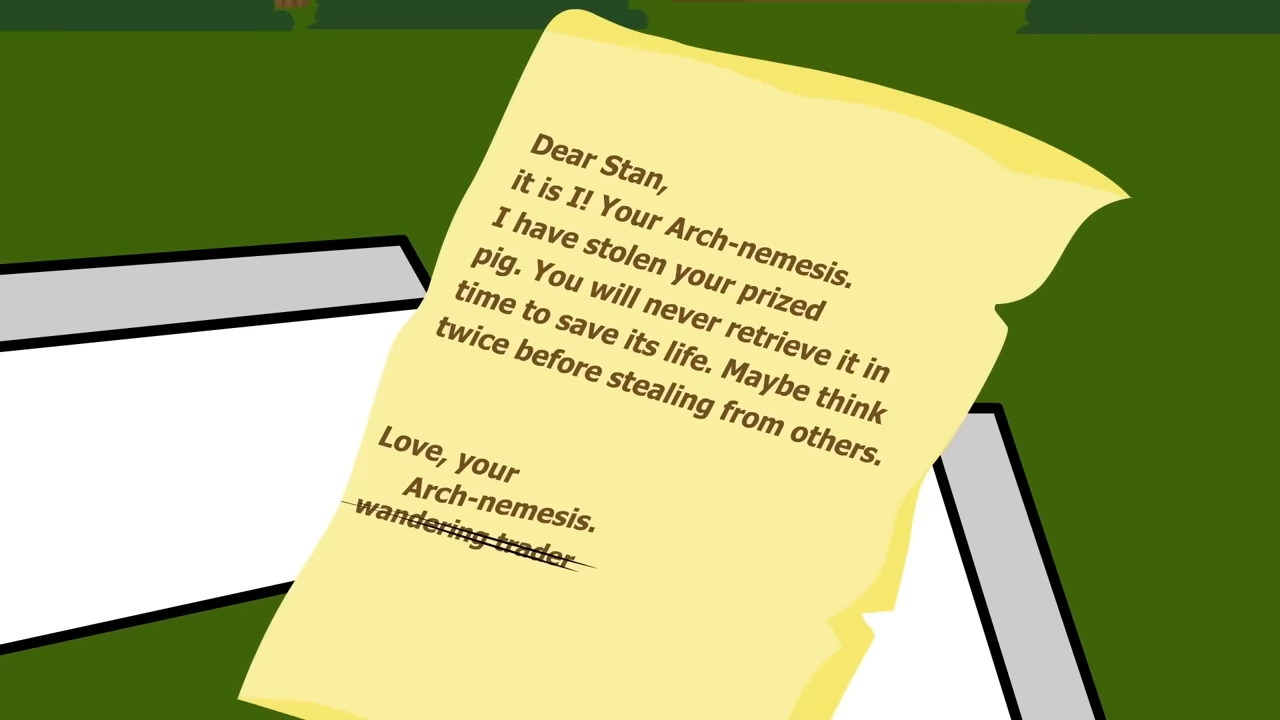 Dear Stan,
it is I! Your Arch-nemesis.
I have stolen your prized
pig. You will never retrieve it in
time to save its life. Maybe think
twice before stealing from others.
Love, your
Arch-nemesis.
wandering trader